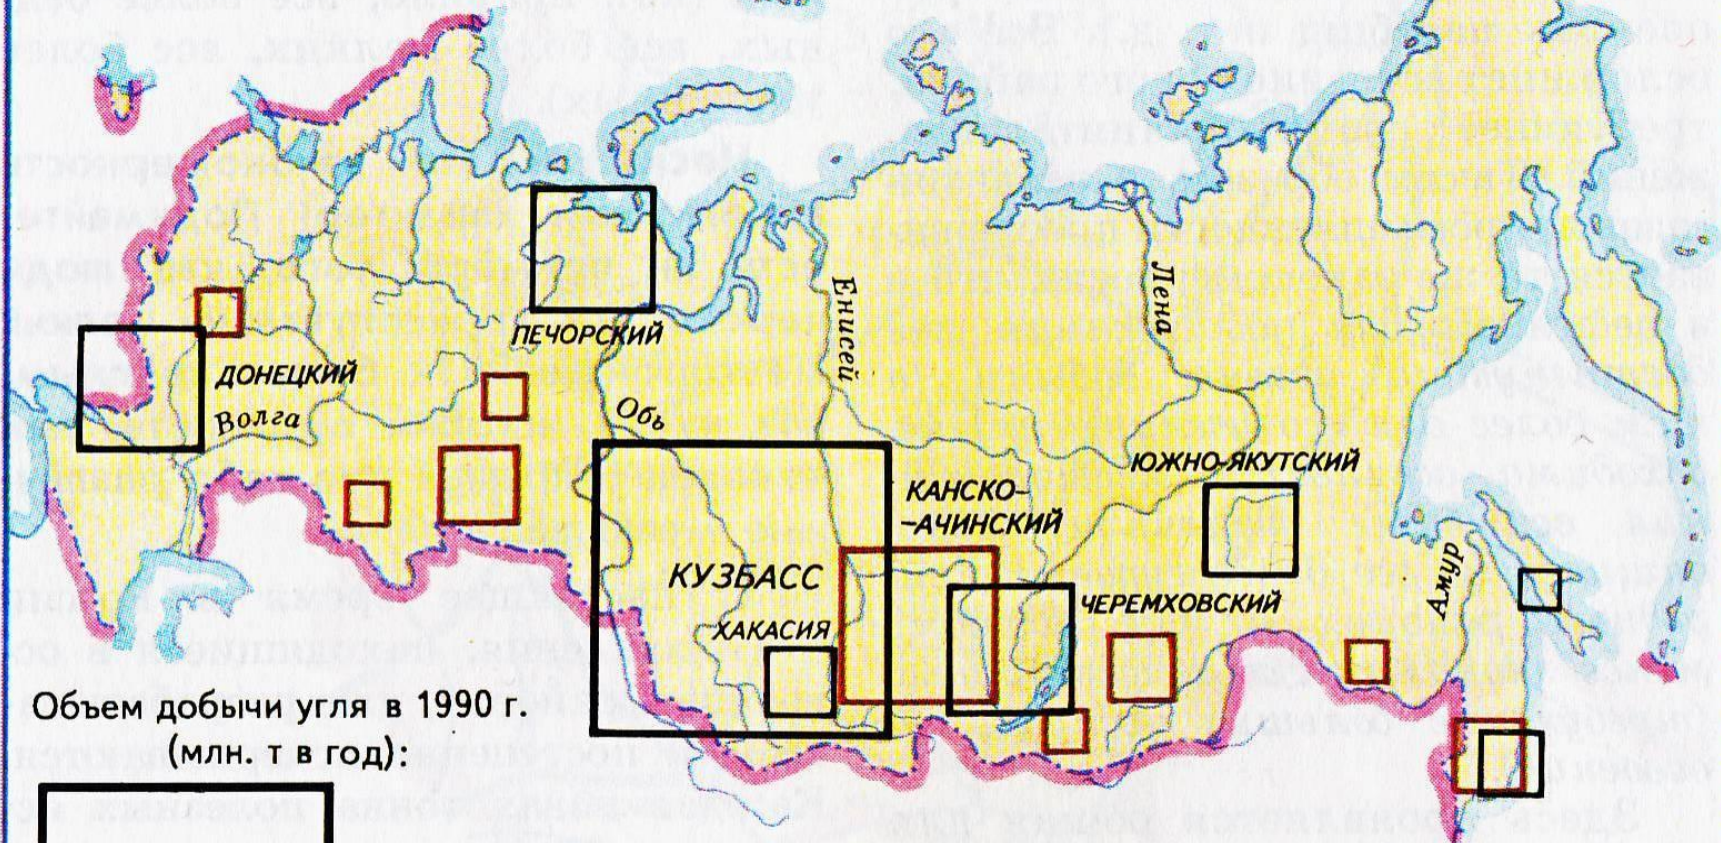 Енисей
Лена
ПЕЧОРСКИЙ
ДОНЕЦКИЙ
Волга
Обь
ЮЖНО-ЯКУТСКИЙ
КАНСКО-
-АЧИНСКИЙ
Амур
КУЗБАСС
ЧЕРЕМХОВСКИЙ
ХАКАСИЯ
Объем добычи угля в 1990 г.
(млн. т в год):